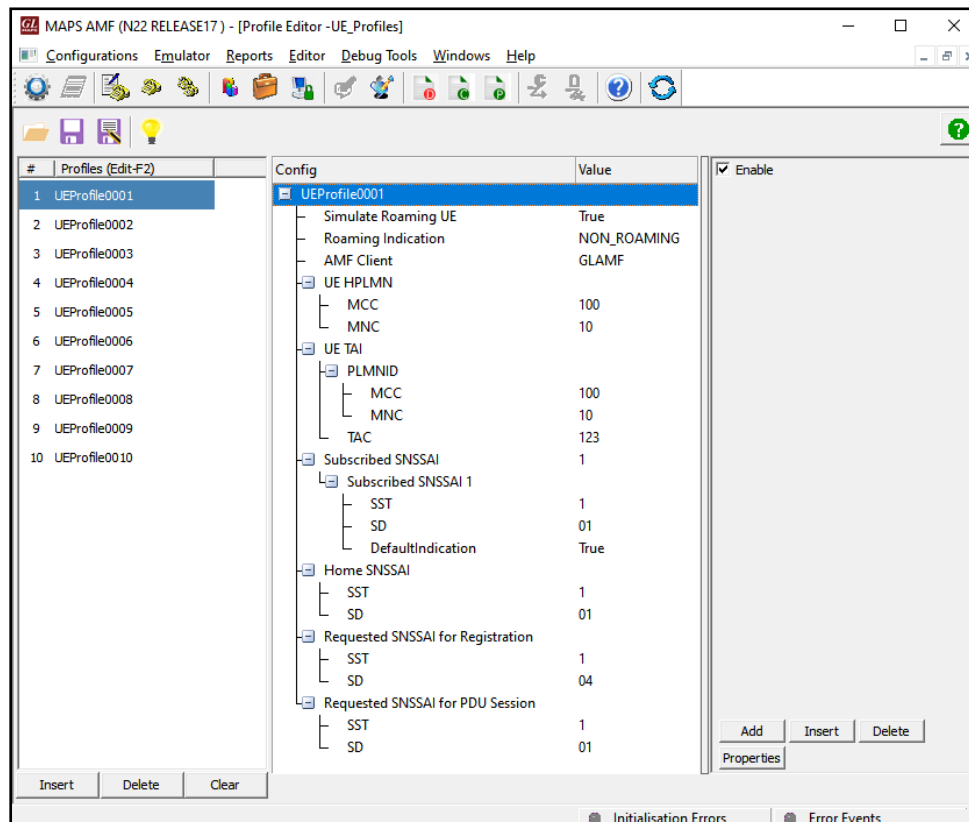 GL MAPS MAPS AMF (N22 RELEASE17 ) - [Profile Editor -UE_Profiles]
Configurations Emulator Reports Editor Debug Tools Windows Help
# Profiles (Edit-F2)
1 UEProfile0001
2 UEProfile0002
3 UEProfile0003
4 UEProfile0004
5 UEProfile0005
6 UEProfile0006
7 UEProfile0007
8 UEProfile0008
9 UEProfile0009
10 UEProfile0010
Insert Delete Clear
Config Value
UEProfile0001
Simulate Roaming UE True
Roaming Indication NON_ROAMING
AMF Client GLAMF
UE HPLMN
MCC 100
MNC 10
UE TAI
PLMNID
MCC 100
MNC 10
TAC 123
Subscribed SNSSAI 1
Subscribed SNSSAI 1
SST 1
SD 01
DefaultIndication True
Home SNSSAI
SST 1
SD 01
Requested SNSSAI for Registration
SST 1
SD 04
Requested SNSSAI for PDU Session
SST 1
SD 01
Enable
Add Insert Delete
Properties
Initialisation Errors Error Events